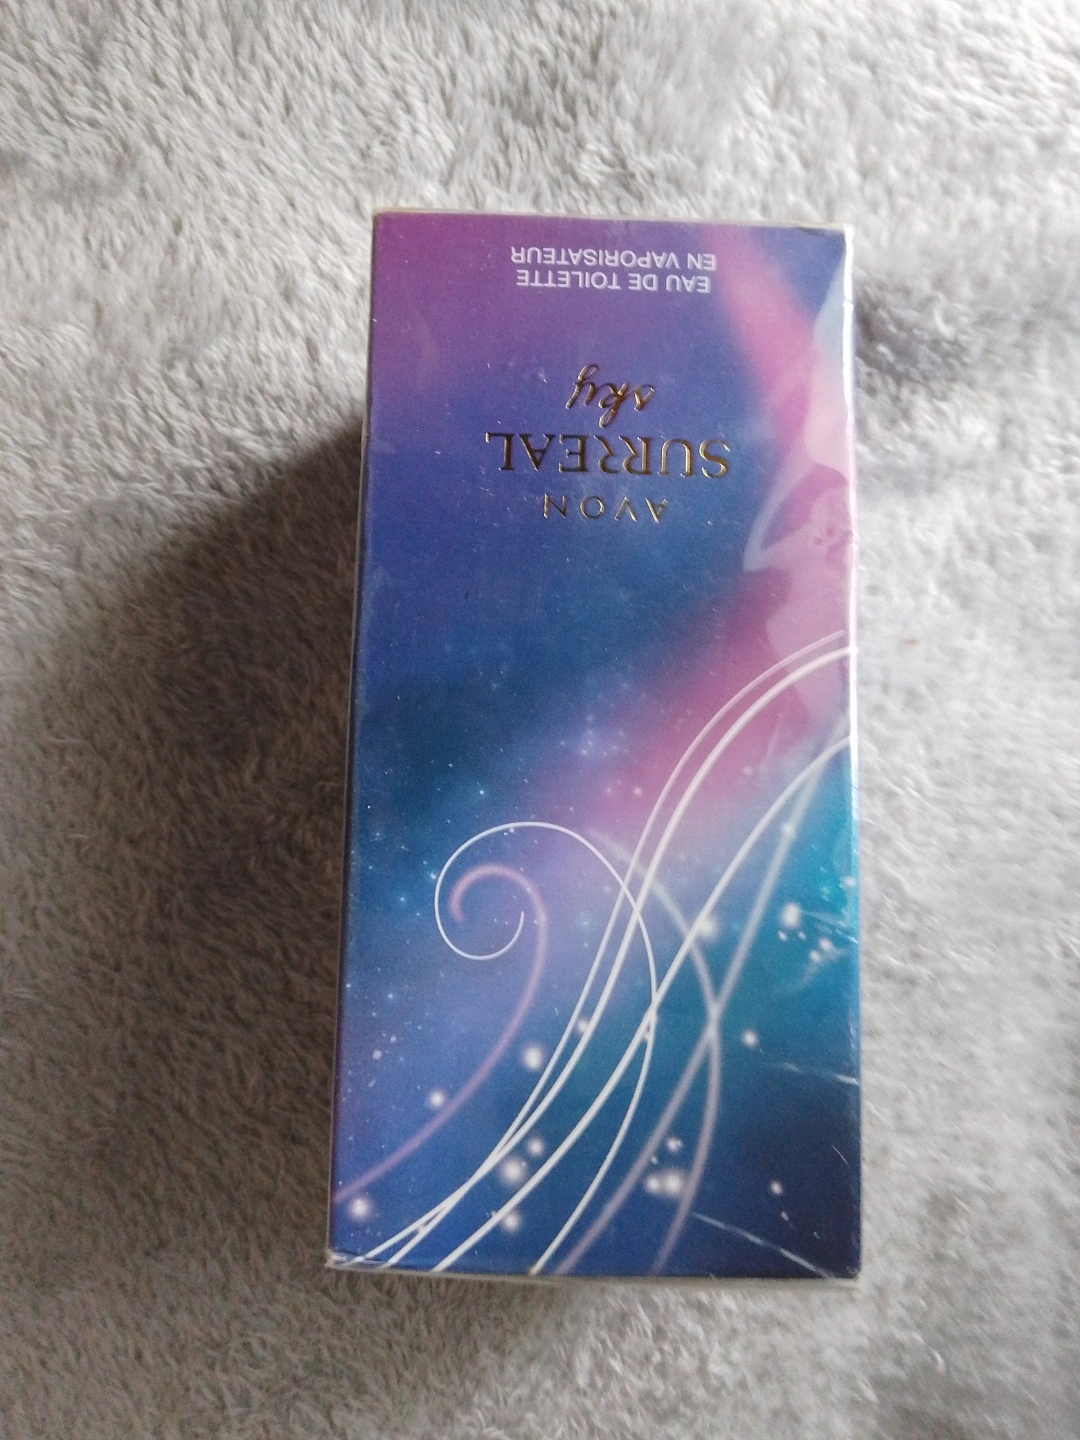 AVON
SURREAL
sky
EAU DE TOILETTE
EN VAPORISATEUR